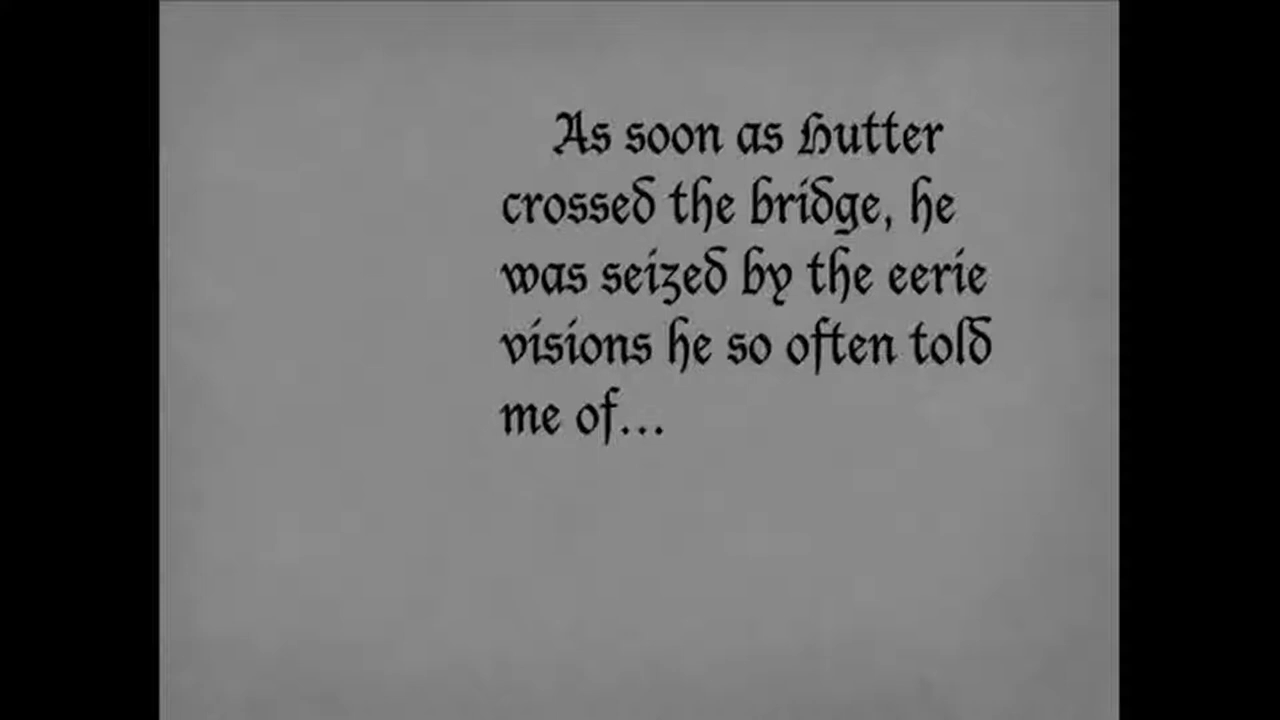 As soon as Hutter
crossed the bridge, he
was seized by the eerie
visions he so often told
me of...